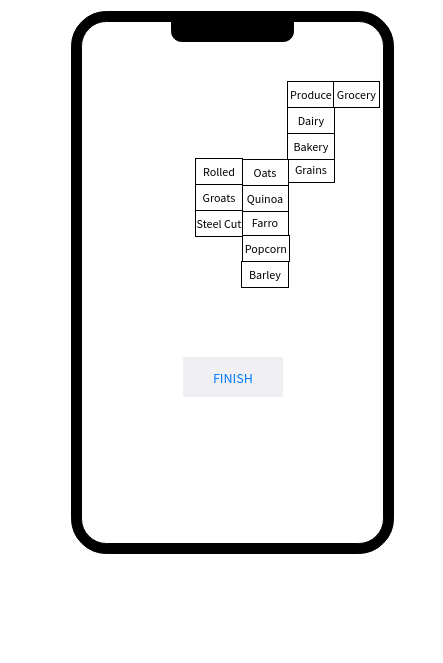 Produce Grocery
Dairy
Bakery
Grains
Rolled Oats
Groats Quinoa
Steel Cut Farro
Popcorn
Barley
FINISH